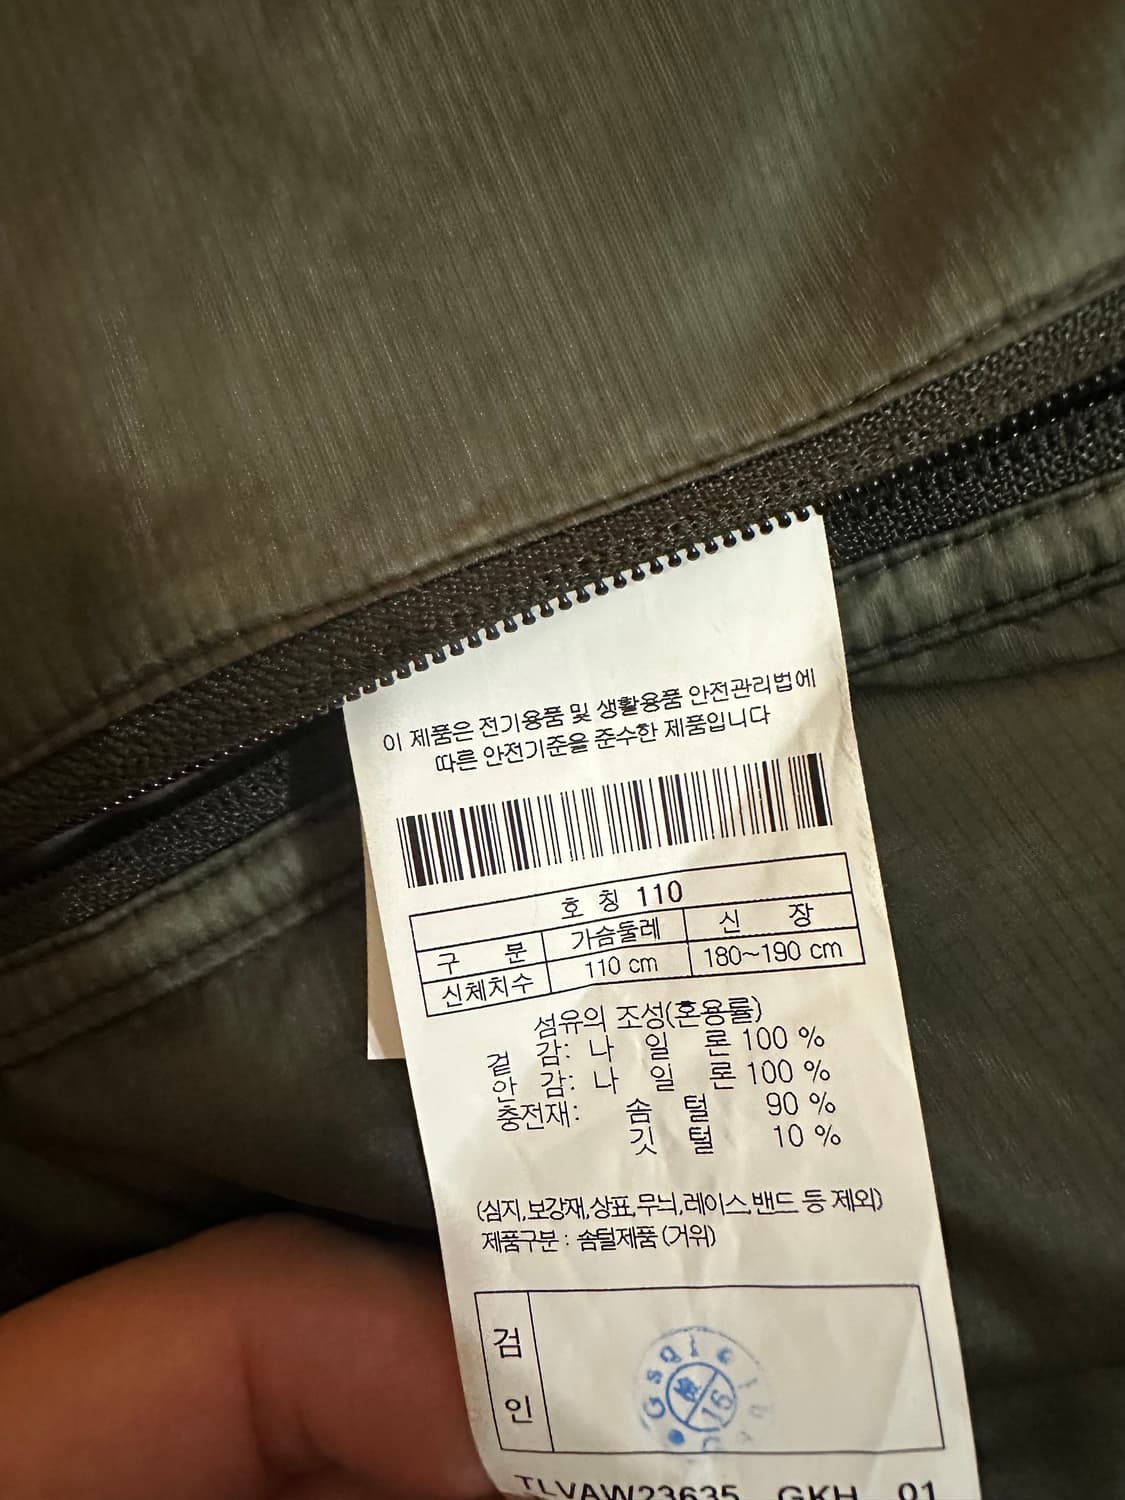 이 제품은 전기용품 및 생활용품 안전관리법에
따른 안전기준을 준수한 제품입니다
호 칭 110
구 분 가슴둘레 신 장
신체치수 110 cm 180~190 cm
섬유의 조성(혼용률)
겉 감: 나 일 론 100 %
안 감: 나 일 론 100 %
충전재: 솜 털 90 %
깃 털 10 %
(심지,보강재,상표,무늬,레이스,밴드 등 제외)
제품구분 : 솜털제품 (거위)
검
인
16
TLVAW23635 GKH 01